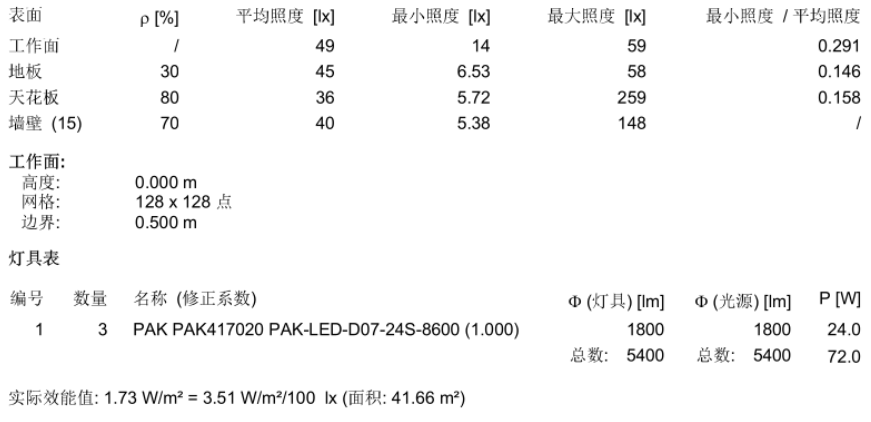 表面 ρ [%] 平均照度 [lx] 最小照度 [lx] 最大照度 [lx] 最小照度 / 平均照度
工作面 / 49 14 59 0.291
地板 30 45 6.53 58 0.146
天花板 80 36 5.72 259 0.158
墙壁 (15) 70 40 5.38 148 /
工作面:
高度: 0.000 m
网格: 128 x 128 点
边界: 0.500 m
灯具表
编号 数量 名称 (修正系数) Φ (灯具) [lm] Φ (光源) [lm] P [W]
1 3 PAK PAK417020 PAK-LED-D07-24S-8600 (1.000) 1800 1800 24.0
总数: 5400 总数: 5400 72.0
实际效能值: 1.73 W/m² = 3.51 W/m²/100 lx (面积: 41.66 m²)